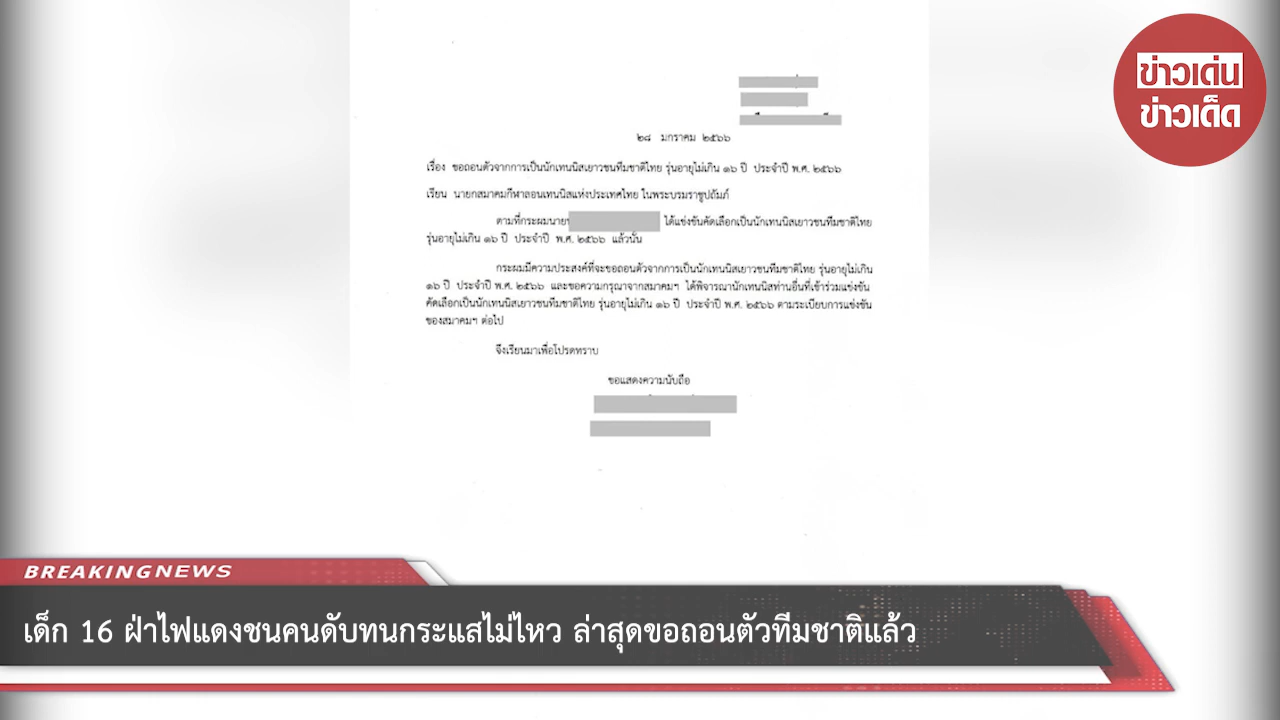 ข่าวเด่น
ข่าวเด็ด
๒๘ มกราคม ๒๕๖๖
เรื่อง ขอถอนตัวจากการเป็นนักเทนนิสเยาวชนทีมชาติไทย รุ่นอายุไม่เกิน ๑๖ ปี ประจำปี พ.ศ. ๒๕๖๖
เรียน นายกสมาคมกีฬาลอนเทนนิสแห่งประเทศไทย ในพระบรมราชูปถัมภ์
ตามที่กระผมนาย ได้แข่งขันคัดเลือกเป็นนักเทนนิสเยาวชนทีมชาติไทย
รุ่นอายุไม่เกิน ๑๖ ปี ประจำปี พ.ศ. ๒๕๖๖ แล้วนั้น
กระผมมีความประสงค์ที่จะขอถอนตัวจากการเป็นนักเทนนิสเยาวชนทีมชาติไทย รุ่นอายุไม่เกิน
๑๖ ปี ประจำปี พ.ศ. ๒๕๖๖ และขอความกรุณาจากสมาคมฯ ได้พิจารณานักเทนนิสท่านอื่นที่เข้าร่วมแข่งขัน
คัดเลือกเป็นนักเทนนิสเยาวชนทีมชาติไทย รุ่นอายุไม่เกิน ๑๖ ปี ประจำปี พ.ศ. ๒๕๖๖ ตามระเบียบการแข่งขัน
ของสมาคมฯ ต่อไป
จึงเรียนมาเพื่อโปรดทราบ
ขอแสดงความนับถือ
BREAKING NEWS
เด็ก 16 ฝ่าไฟแดงชนคนดับทนกระแสไม่ไหว ล่าสุดขอถอนตัวทีมชาติแล้ว